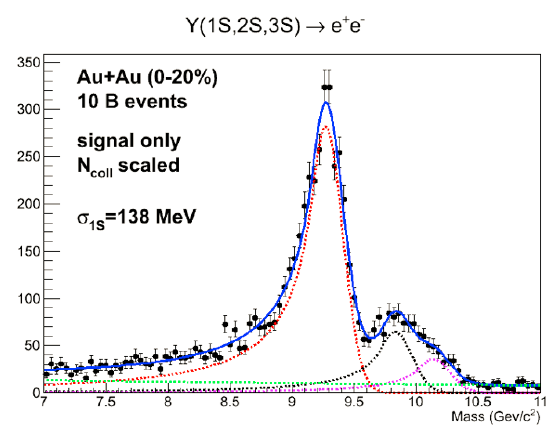 Υ(1S,2S,3S) → e⁺e⁻
350
300
250
200
150
100
50
0
Au+Au (0-20%)
10 B events
signal only
N_coll scaled
σ_1S=138 MeV
7 7.5 8 8.5 9 9.5 10 10.5 11
Mass (Gev/c²)